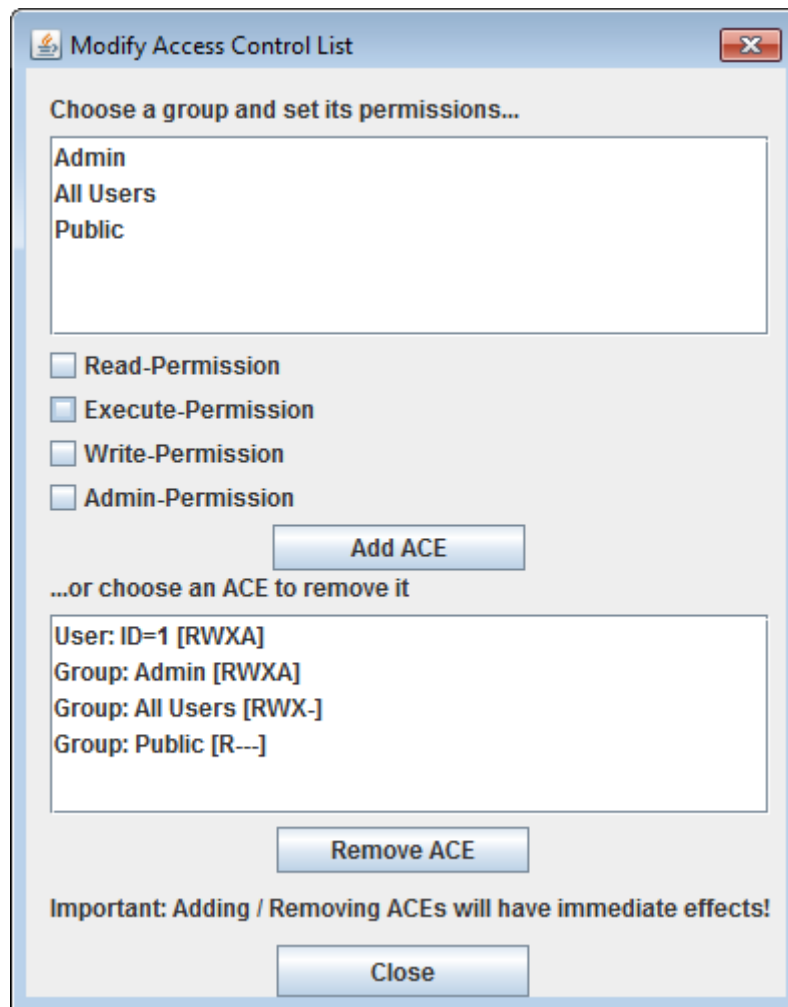 Modify Access Control List
Choose a group and set its permissions...
Admin
All Users
Public
Read-Permission
Execute-Permission
Write-Permission
Admin-Permission
Add ACE
...or choose an ACE to remove it
User: ID=1 [RWXA]
Group: Admin [RWXA]
Group: All Users [RWX-]
Group: Public [R---]
Remove ACE
Important: Adding / Removing ACEs will have immediate effects!
Close